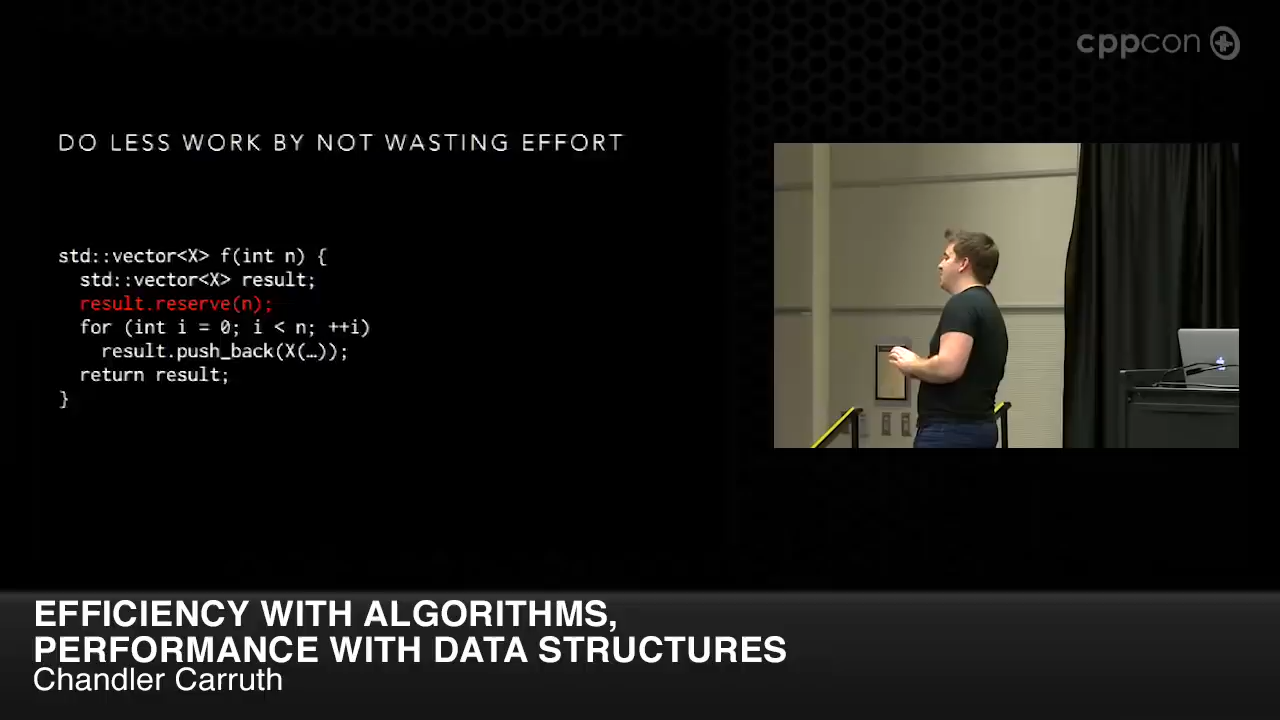 cppcon
DO LESS WORK BY NOT WASTING EFFORT
std::vector<X> f(int n) {
  std::vector<X> result;
  result.reserve(n);
  for (int i = 0; i < n; ++i)
    result.push_back(X(…));
  return result;
}
EFFICIENCY WITH ALGORITHMS,
PERFORMANCE WITH DATA STRUCTURES
Chandler Carruth